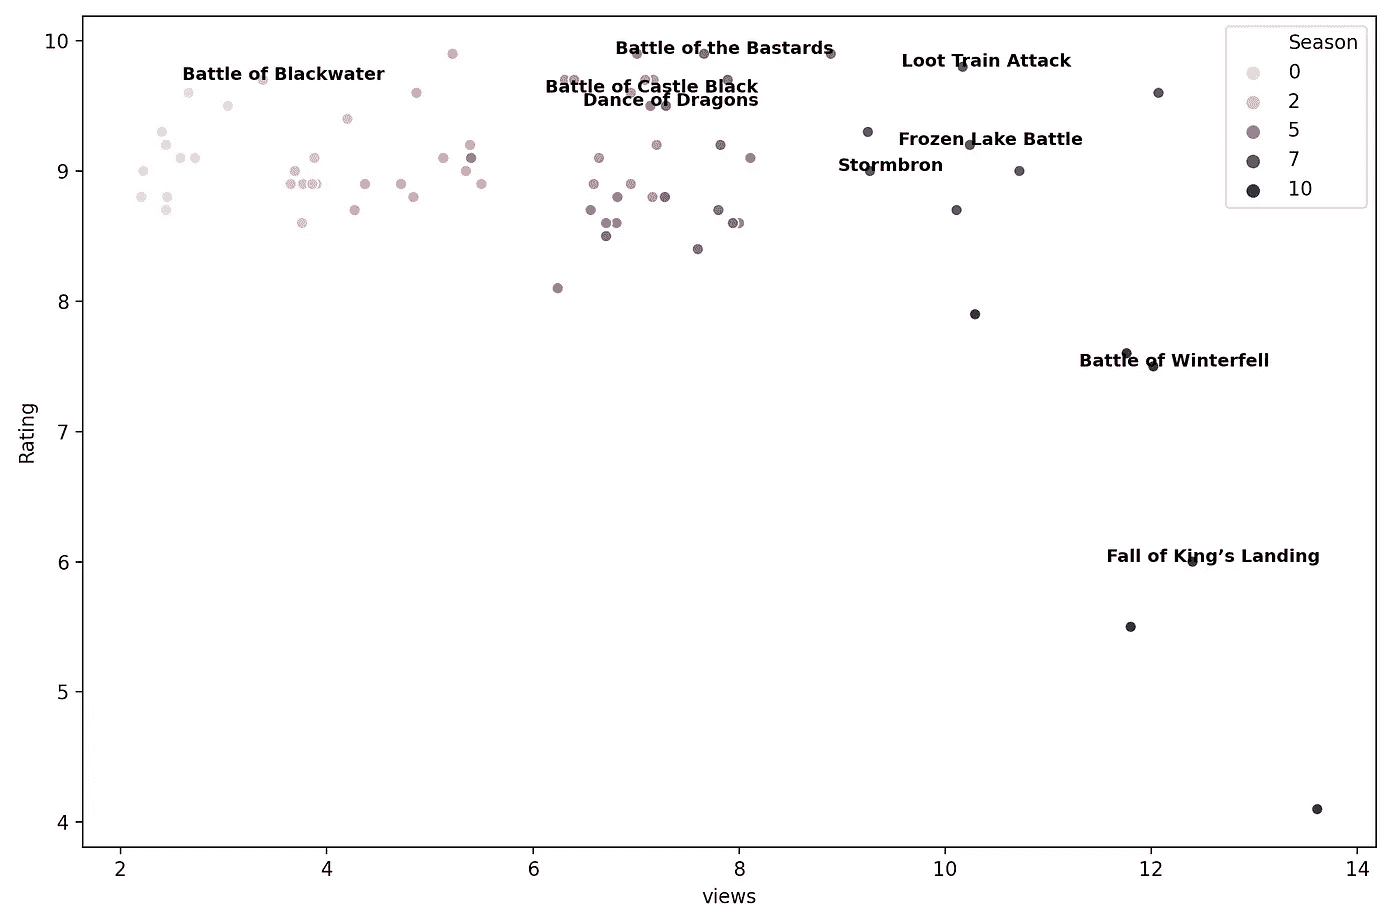 10
9
8
7
6
5
4
Rating
2
4
6
8
10
12
14
views
Season
0
2
5
7
10
Battle of the Bastards
Loot Train Attack
Battle of Blackwater
Battle of Castle Black
Dance of Dragons
Frozen Lake Battle
Stormbron
Battle of Winterfell
Fall of King’s Landing